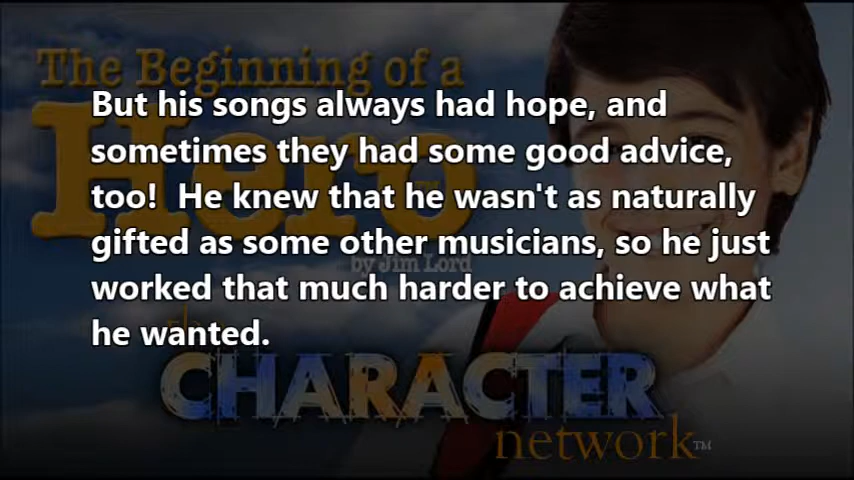 The Beginning of a
Hero
But his songs always had hope, and
sometimes they had some good advice,
too!  He knew that he wasn't as naturally
gifted as some other musicians, so he just
worked that much harder to achieve what
he wanted.
by Jim Lord
the
CHARACTER
network™